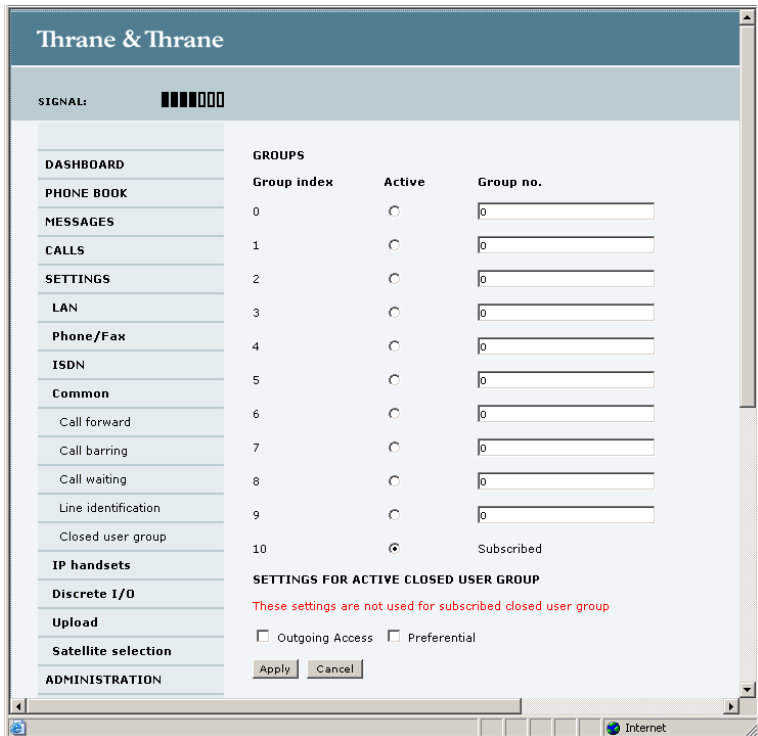 Thrane & Thrane
SIGNAL:
DASHBOARD
PHONE BOOK
MESSAGES
CALLS
SETTINGS
LAN
Phone/Fax
ISDN
Common
Call forward
Call barring
Call waiting
Line identification
Closed user group
IP handsets
Discrete I/O
Upload
Satellite selection
ADMINISTRATION
GROUPS
Group index Active Group no.
0 0
1 0
2 0
3 0
4 0
5 0
6 0
7 0
8 0
9 0
10 Subscribed
SETTINGS FOR ACTIVE CLOSED USER GROUP
These settings are not used for subscribed closed user group
Outgoing Access Preferential
Apply Cancel
Internet